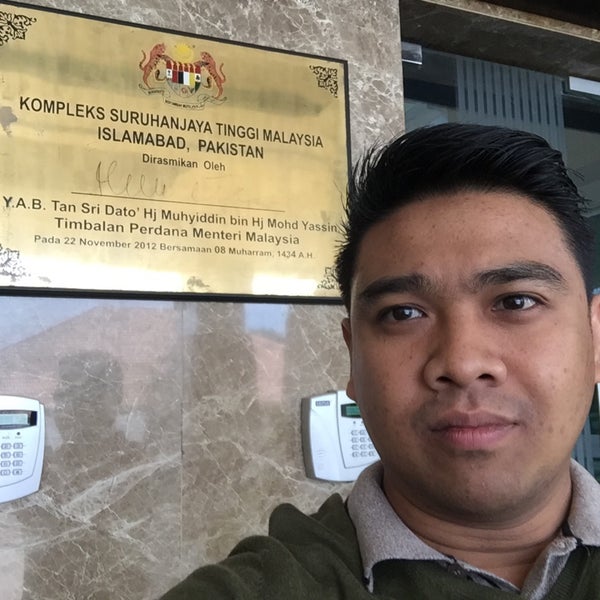 KOMPLEKS SURUHANJAYA TINGGI MALAYSIA
ISLAMABAD, PAKISTAN
Dirasmikan Oleh
Y.A.B. Tan Sri Dato' Hj Muhyiddin bin Hj Mohd Yassin
Timbalan Perdana Menteri Malaysia
Pada 22 November 2012 Bersamaan 08 Muharram, 1434 A.H.